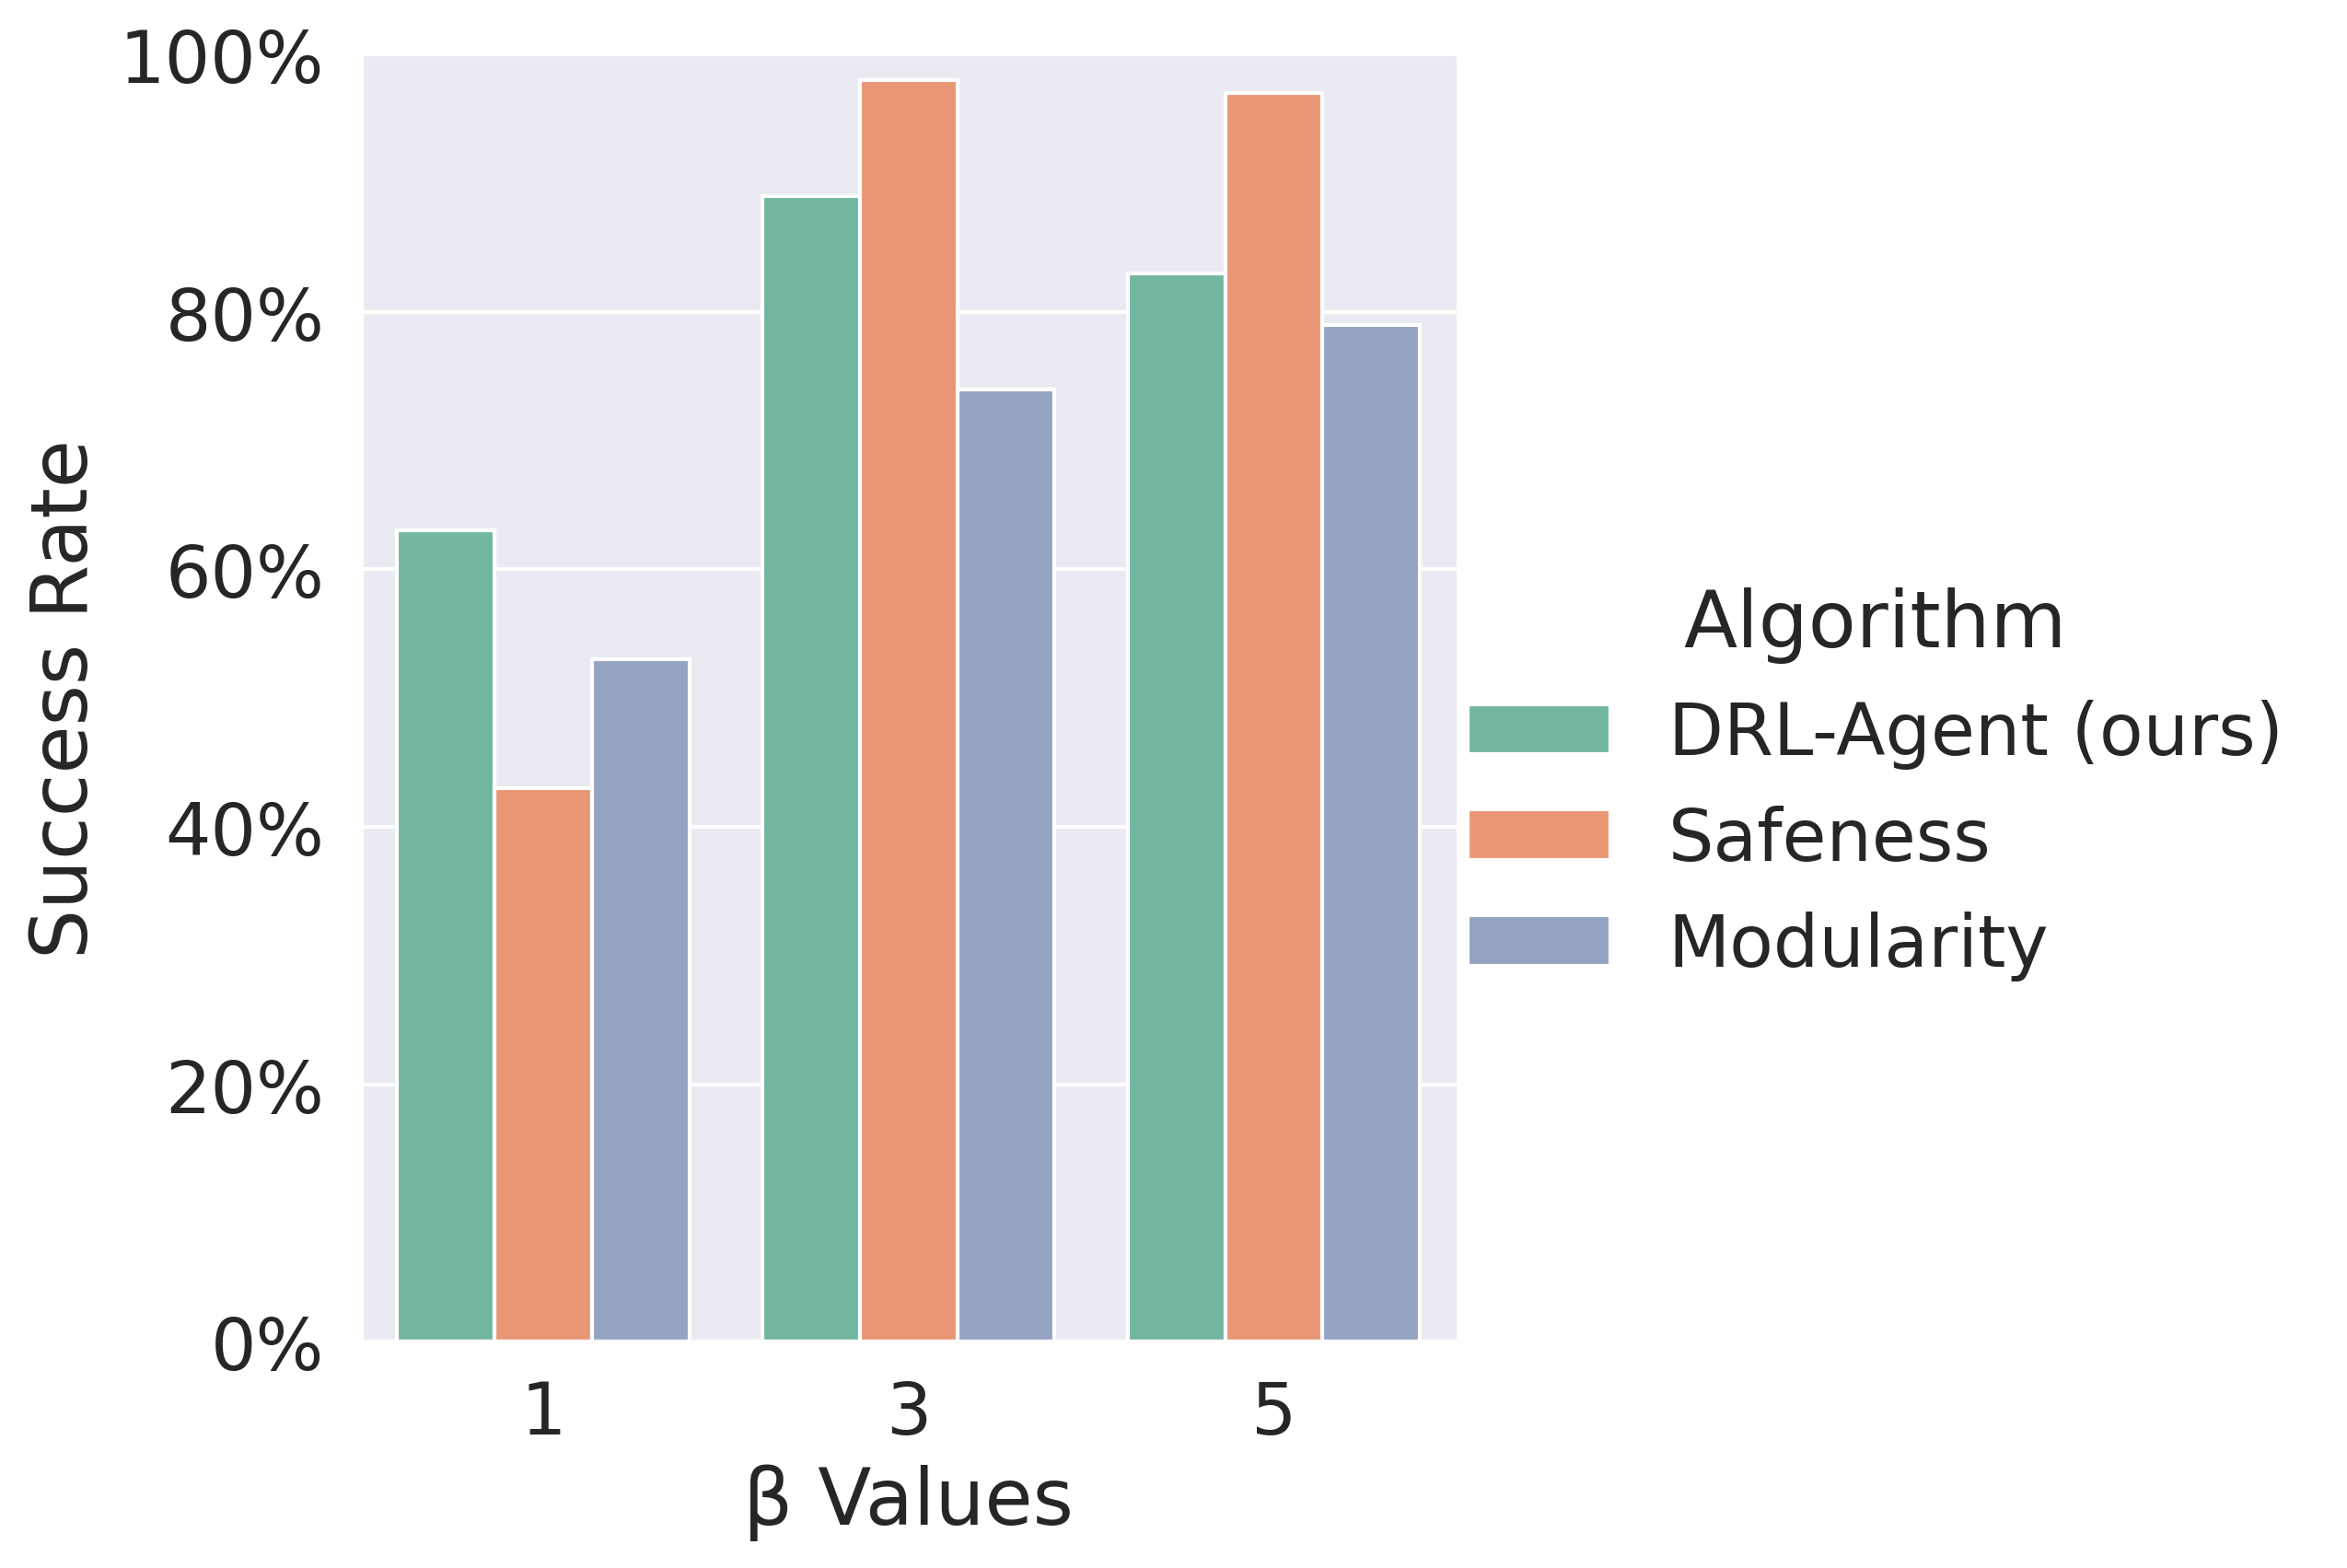 100%
80%
60%
40%
20%
0%
Success Rate
1
3
5
β Values
Algorithm
DRL-Agent (ours)
Safeness
Modularity